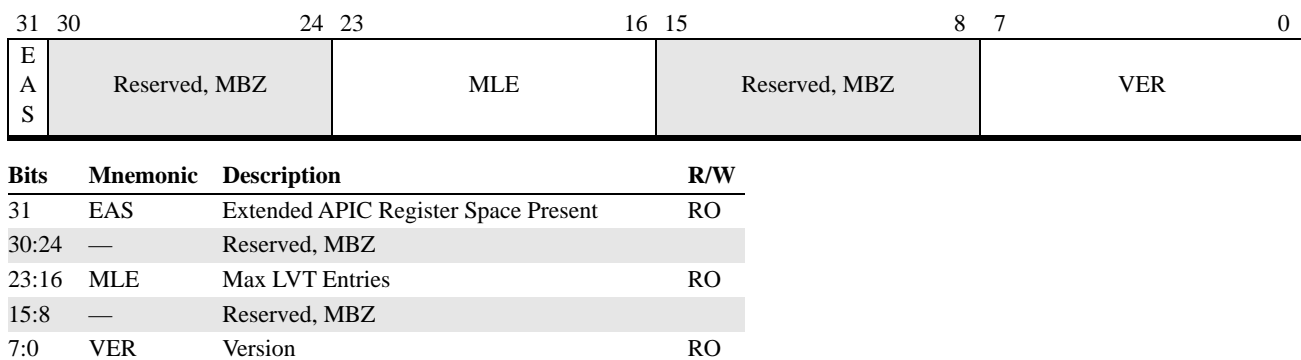 31 30 24 23 16 15 8 7 0
E
A
S
Reserved, MBZ MLE Reserved, MBZ VER
Bits Mnemonic Description R/W
31 EAS Extended APIC Register Space Present RO
30:24 — Reserved, MBZ
23:16 MLE Max LVT Entries RO
15:8 — Reserved, MBZ
7:0 VER Version RO